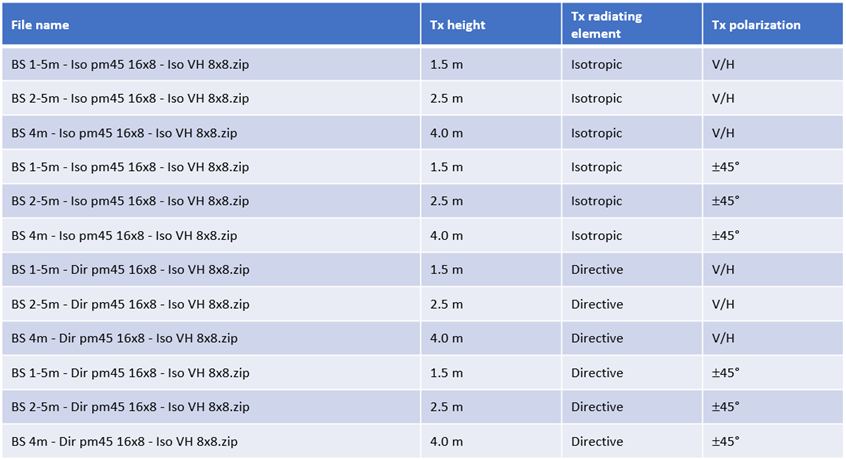 File name Tx height Tx radiating element Tx polarization
BS 1-5m - Iso pm45 16x8 - Iso VH 8x8.zip 1.5 m Isotropic V/H
BS 2-5m - Iso pm45 16x8 - Iso VH 8x8.zip 2.5 m Isotropic V/H
BS 4m - Iso pm45 16x8 - Iso VH 8x8.zip 4.0 m Isotropic V/H
BS 1-5m - Iso pm45 16x8 - Iso VH 8x8.zip 1.5 m Isotropic ±45°
BS 2-5m - Iso pm45 16x8 - Iso VH 8x8.zip 2.5 m Isotropic ±45°
BS 4m - Iso pm45 16x8 - Iso VH 8x8.zip 4.0 m Isotropic ±45°
BS 1-5m - Dir pm45 16x8 - Iso VH 8x8.zip 1.5 m Directive V/H
BS 2-5m - Dir pm45 16x8 - Iso VH 8x8.zip 2.5 m Directive V/H
BS 4m - Dir pm45 16x8 - Iso VH 8x8.zip 4.0 m Directive V/H
BS 1-5m - Dir pm45 16x8 - Iso VH 8x8.zip 1.5 m Directive ±45°
BS 2-5m - Dir pm45 16x8 - Iso VH 8x8.zip 2.5 m Directive ±45°
BS 4m - Dir pm45 16x8 - Iso VH 8x8.zip 4.0 m Directive ±45°